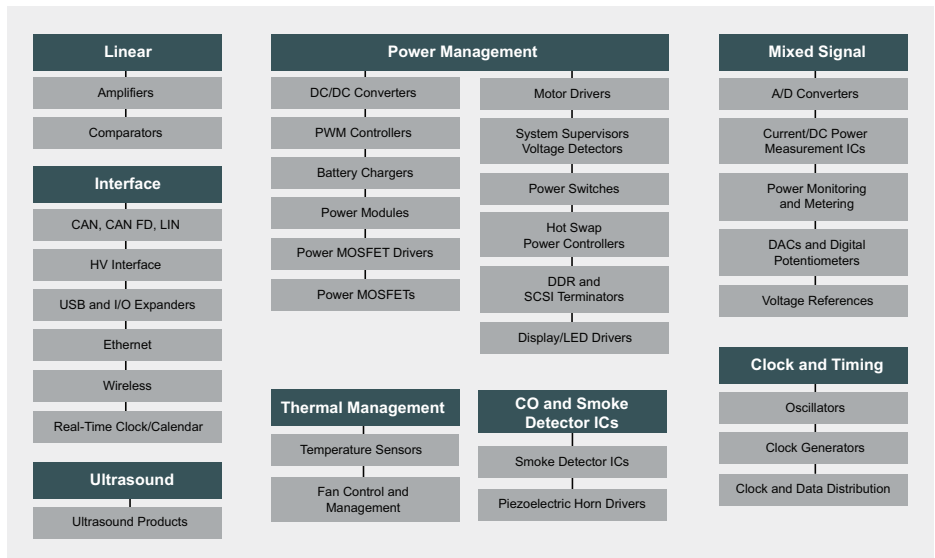 Linear
Amplifiers
Comparators
Interface
CAN, CAN FD, LIN
HV Interface
USB and I/O Expanders
Ethernet
Wireless
Real-Time Clock/Calendar
Ultrasound
Ultrasound Products
Power Management
DC/DC Converters
PWM Controllers
Battery Chargers
Power Modules
Power MOSFET Drivers
Power MOSFETs
Motor Drivers
System Supervisors
Voltage Detectors
Power Switches
Hot Swap
Power Controllers
DDR and
SCSI Terminators
Display/LED Drivers
Thermal Management
Temperature Sensors
Fan Control and
Management
CO and Smoke
Detector ICs
Smoke Detector ICs
Piezoelectric Horn Drivers
Mixed Signal
A/D Converters
Current/DC Power
Measurement ICs
Power Monitoring
and Metering
DACs and Digital
Potentiometers
Voltage References
Clock and Timing
Oscillators
Clock Generators
Clock and Data Distribution